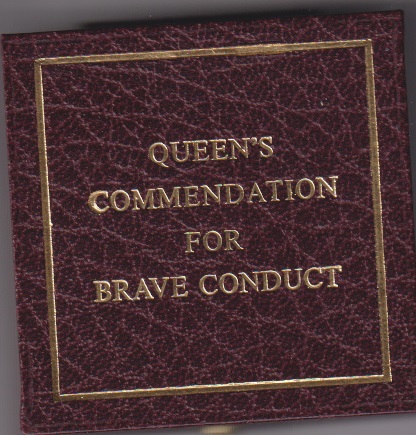 QUEEN'S
COMMENDATION
FOR
BRAVE CONDUCT